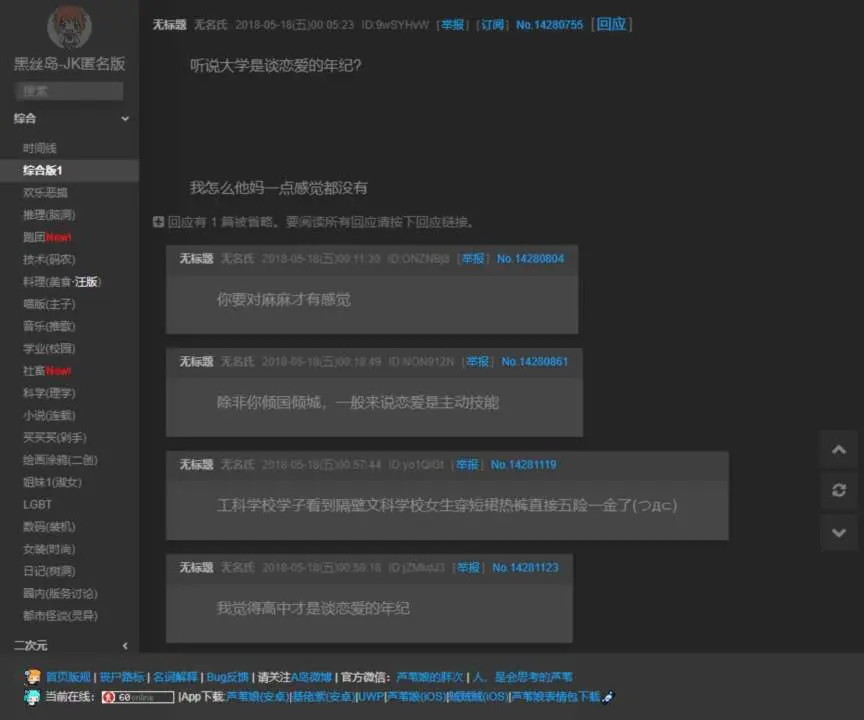 黑丝岛-JK匿名版
搜索
综合
时间线
综合版1
欢乐恶搞
推理(脑洞)
跑团New!
技术(码农)
料理(美食·汪版)
喵版(主子)
音乐(推歌)
学业(校园)
社畜New!
科学(理学)
小说(连载)
买买买(剁手)
绘画涂鸦(二创)
姐妹1(淑女)
LGBT
数码(装机)
女装(时尚)
日记(树洞)
圈内(版务讨论)
都市怪谈(灵异)
二次元
无标题 无名氏 2018-05-18(五)00:05:23 ID:9wSYHvW [举报] [订阅] No.14280755 [回应]
听说大学是谈恋爱的年纪?
我怎么他妈一点感觉都没有
回应有 1 篇被省略。要阅读所有回应请按下回应链接。
无标题 无名氏 2018-05-18(五)00:11:30 [举报] No.14280804
你要对麻麻才有感觉
无标题 无名氏 2018-05-18(五)00:18:49 ID:NON91ZN [举报] No.14280861
除非你倾国倾城，一般来说恋爱是主动技能
无标题 无名氏 2018-05-18(五)00:57:44 [举报] No.14281119
工科学校学子看到隔壁文科学校女生穿短裙热裤直接五险一金了(つд⊂)
无标题 无名氏 2018-05-18(五)00:58:18 [举报] No.14281123
我觉得高中才是谈恋爱的年纪
首页版规 | 丧尸路标 | 名词解释 | Bug反馈 | 请关注A岛微博 | 官方微信：芦苇娘的胖次 | 人，是会思考的芦苇
当前在线： 60 online |App下载:芦苇娘(安卓)|基佬紫(安卓)|UWP|芦苇娘(iOS)|橘貮貮(iOS)|芦苇娘表情包下载